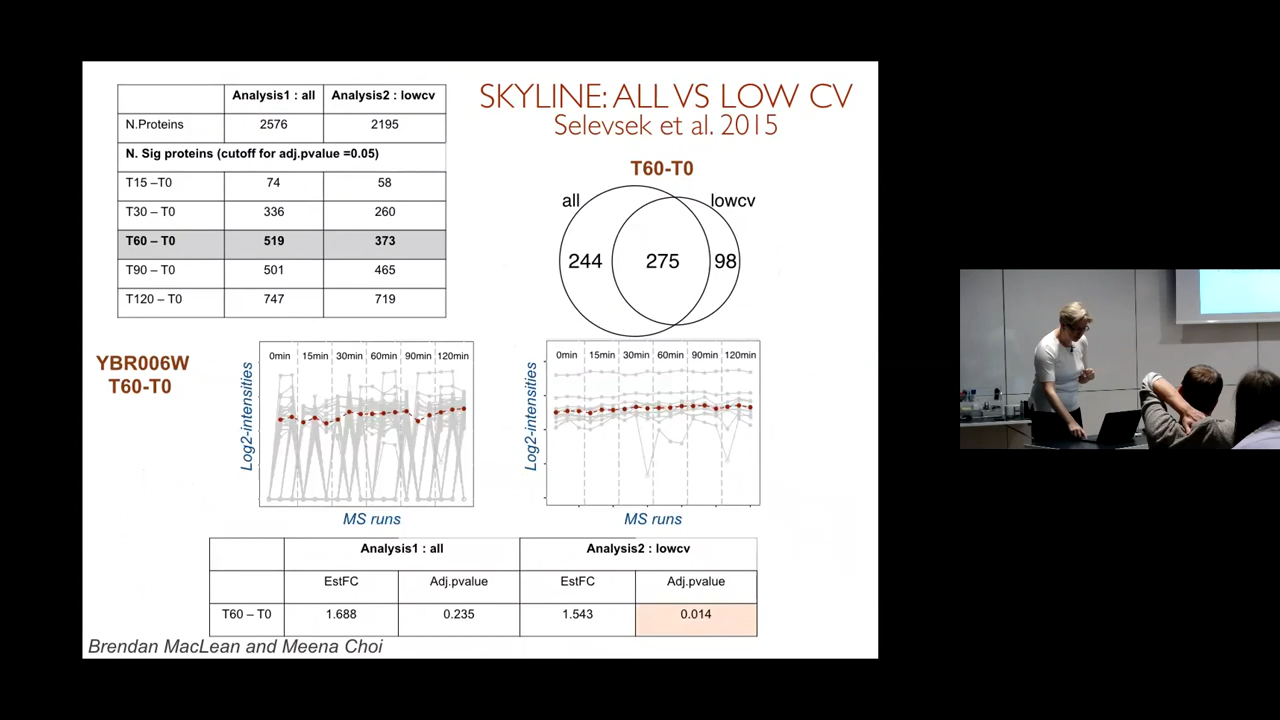 Analysis1 : all Analysis2 : lowcv
N.Proteins 2576 2195
N. Sig proteins (cutoff for adj.pvalue =0.05)
T15 –T0 74 58
T30 – T0 336 260
T60 – T0 519 373
T90 – T0 501 465
T120 – T0 747 719
SKYLINE: ALL VS LOW CV
Selevsek et al. 2015
T60-T0
all lowcv
244 275 98
YBR006W
T60-T0
Log2-intensities
0min 15min 30min 60min 90min 120min
MS runs
Log2-intensities
0min 15min 30min 60min 90min 120min
MS runs
Analysis1 : all Analysis2 : lowcv
EstFC Adj.pvalue EstFC Adj.pvalue
T60 – T0 1.688 0.235 1.543 0.014
Brendan MacLean and Meena Choi